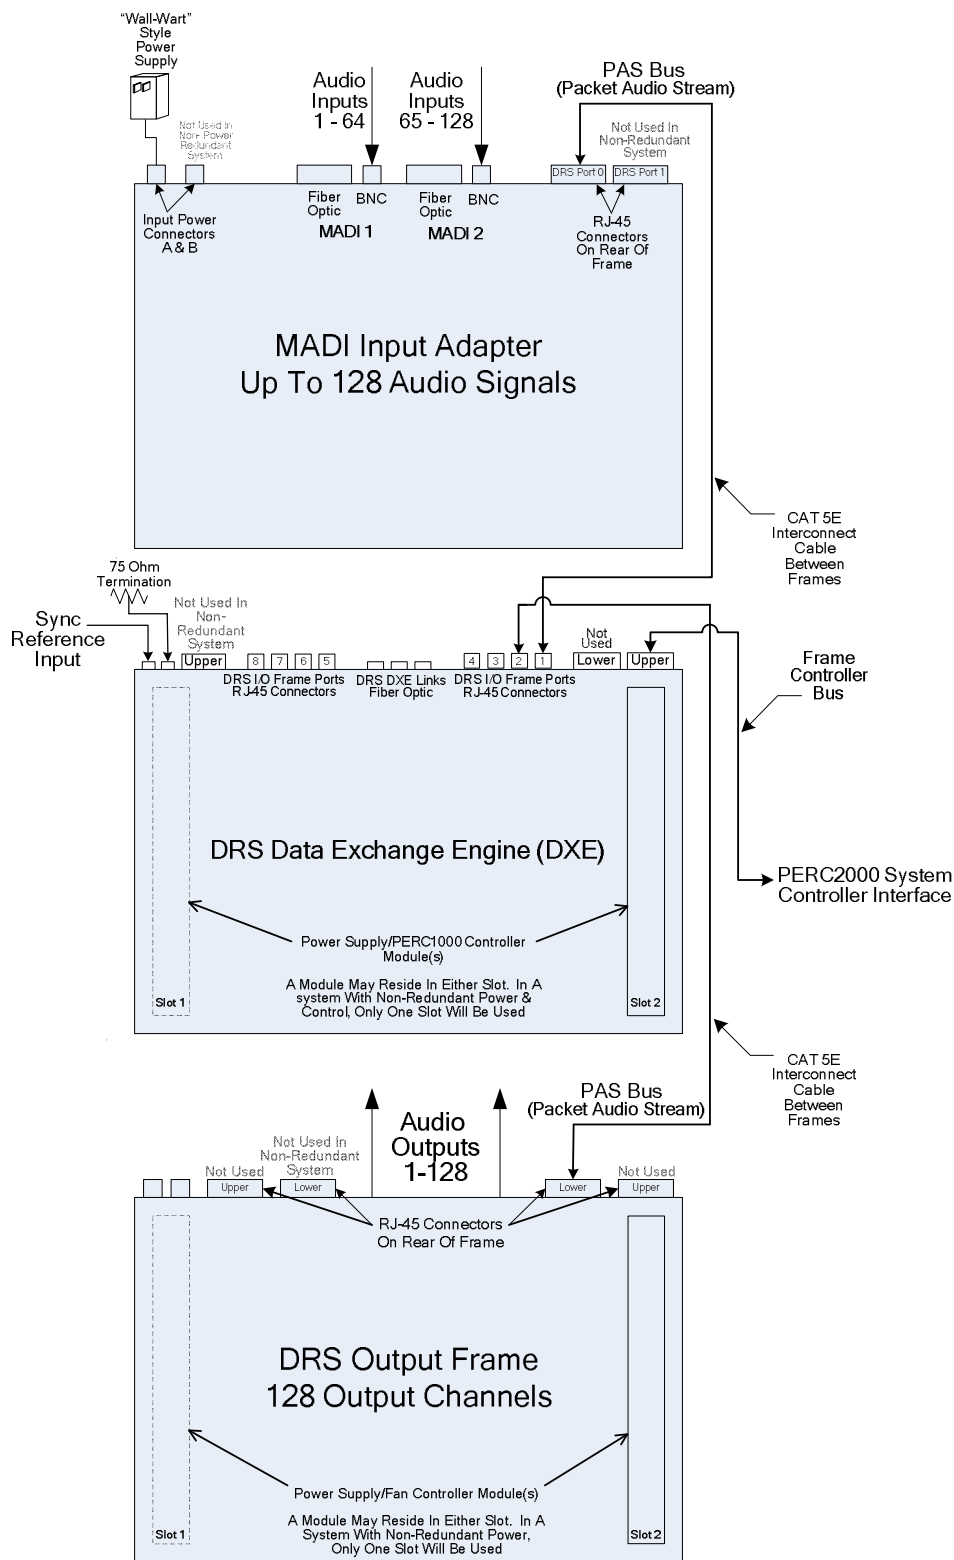 "Wall-Wart"
Style
Power
Supply
Not Used In
Non-Power
Redundant
System
Audio
Inputs
1 - 64
Audio
Inputs
65 - 128
PAS Bus
(Packet Audio Stream)
Not Used In
Non-Redundant
System
DRS Port 0
DRS Port 1
Input Power
Connectors
A & B
Fiber
Optic
BNC
MADI 1
Fiber
Optic
BNC
MADI 2
RJ-45
Connectors
On Rear Of
Frame
MADI Input Adapter
Up To 128 Audio Signals
CAT 5E
Interconnect
Cable
Between
Frames
75 Ohm
Termination
Sync
Reference
Input
Not Used In
Non-
Redundant
System
Upper
8
7
6
5
DRS I/O Frame Ports
RJ-45 Connectors
DRS DXE Links
Fiber Optic
4
3
2
1
DRS I/O Frame Ports
RJ-45 Connectors
Not
Used
Lower
Upper
Frame
Controller
Bus
DRS Data Exchange Engine (DXE)
PERC2000 System
Controller Interface
Power Supply/PERC1000 Controller
Module(s)
A Module May Reside In Either Slot. In A
system With Non-Redundant Power &
Control, Only One Slot Will Be Used
Slot 1
Slot 2
CAT 5E
Interconnect
Cable
Between
Frames
PAS Bus
(Packet Audio Stream)
Audio
Outputs
1-128
Not Used
Upper
Not Used In
Non-Redundant
System
Lower
Lower
Not Used
Upper
RJ-45 Connectors
On Rear Of Frame
DRS Output Frame
128 Output Channels
Power Supply/Fan Controller Module(s)
A Module May Reside In Either Slot. In A
System With Non-Redundant Power,
Only One Slot Will Be Used
Slot 1
Slot 2